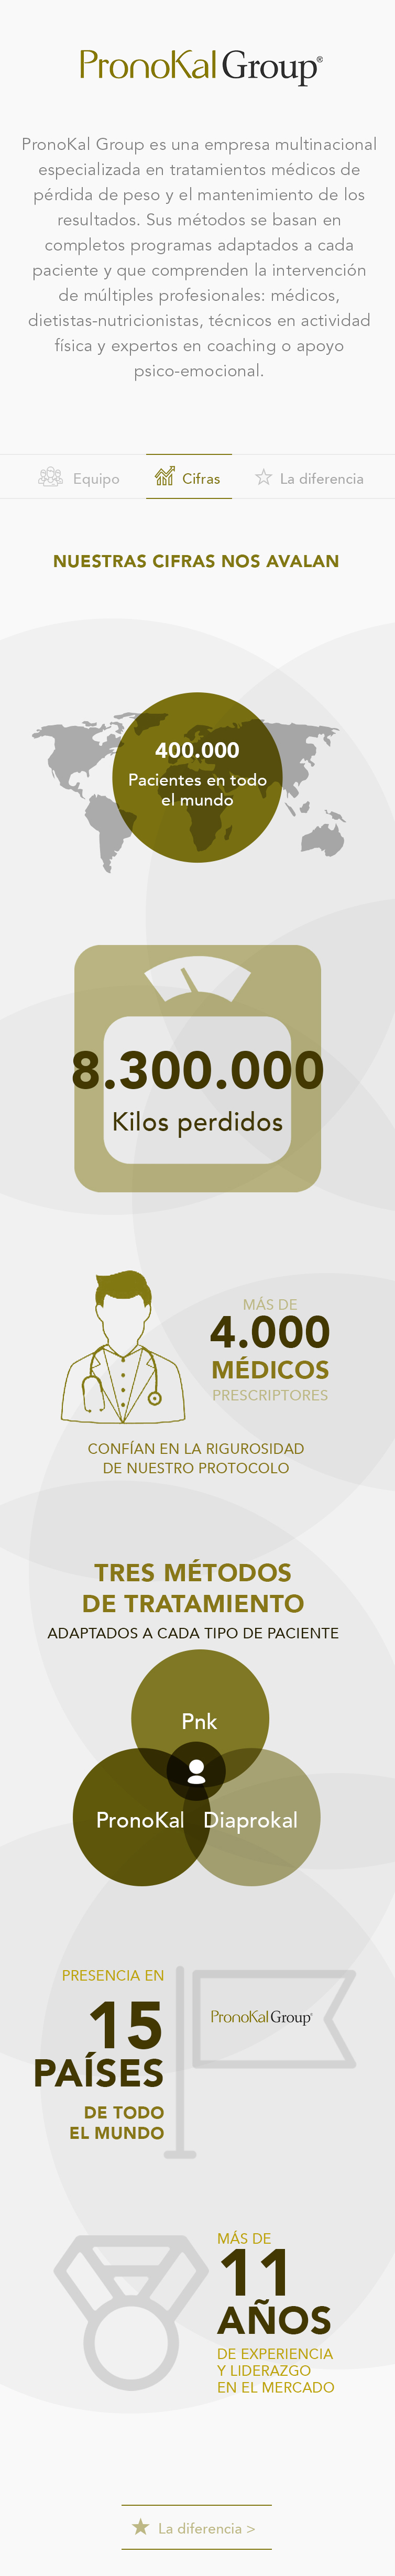 PronoKal Group®
PronoKal Group es una empresa multinacional
especializada en tratamientos médicos de
pérdida de peso y el mantenimiento de los
resultados. Sus métodos se basan en
completos programas adaptados a cada
paciente y que comprenden la intervención
de múltiples profesionales: médicos,
dietistas-nutricionistas, técnicos en actividad
física y expertos en coaching o apoyo
psico-emocional.
Equipo Cifras La diferencia
NUESTRAS CIFRAS NOS AVALAN
400.000
Pacientes en todo
el mundo
8.300.000
Kilos perdidos
MÁS DE
4.000
MÉDICOS
PRESCRIPTORES
CONFÍAN EN LA RIGUROSIDAD
DE NUESTRO PROTOCOLO
TRES MÉTODOS
DE TRATAMIENTO
ADAPTADOS A CADA TIPO DE PACIENTE
Pnk
PronoKal Diaprokal
PRESENCIA EN
15
PAÍSES
DE TODO
EL MUNDO
PronoKal Group®
MÁS DE
11
AÑOS
DE EXPERIENCIA
Y LIDERAZGO
EN EL MERCADO
La diferencia >